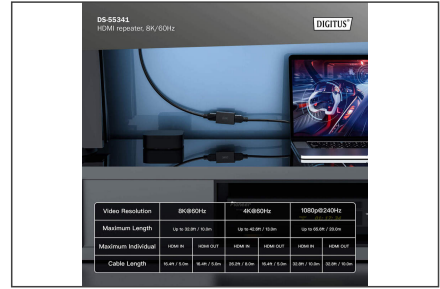 DS-55341
HDMI repeater, 8K/60Hz
DIGITUS®
Video Resolution 8K@60Hz 4K@60Hz 1080p@240Hz
Maximum Length Up to 32.8ft / 10.0m Up to 42.6ft / 13.0m Up to 65.6ft / 20.0m
Maximum Individual HDMI IN HDMI OUT HDMI IN HDMI OUT HDMI IN HDMI OUT
Cable Length 16.4ft / 5.0m 16.4ft / 5.0m 26.2ft / 8.0m 16.4ft / 5.0m 32.8ft / 10.0m 32.8ft / 10.0m